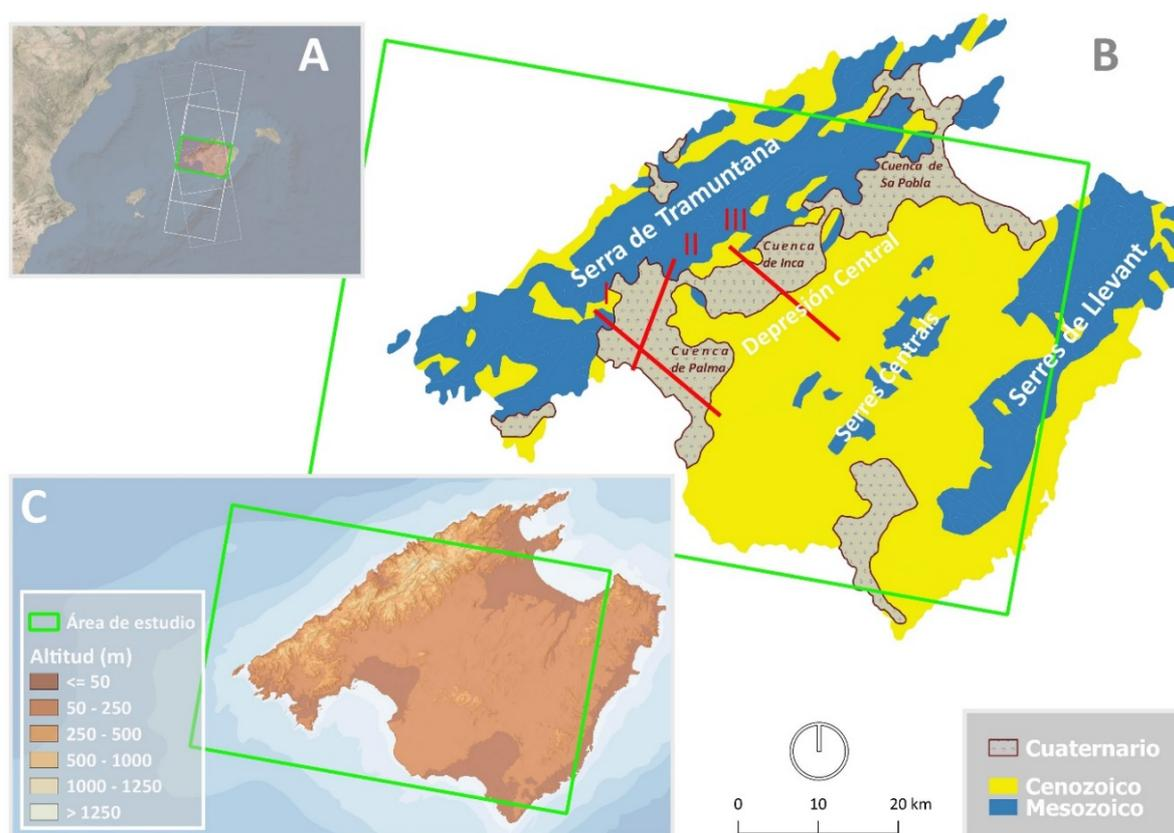 A
B
Serra de Tramuntana
Cuenca de
Sa Pobla
III
II
Cuenca
de Inca
I
Depresión Central
Cuenca
de Palma
Serres Centrals
Serres de Llevant
C
Área de estudio
Altitud (m)
<= 50
50 - 250
250 - 500
500 - 1000
1000 - 1250
> 1250
0 10 20 km
Cuaternario
Cenozoico
Mesozoico